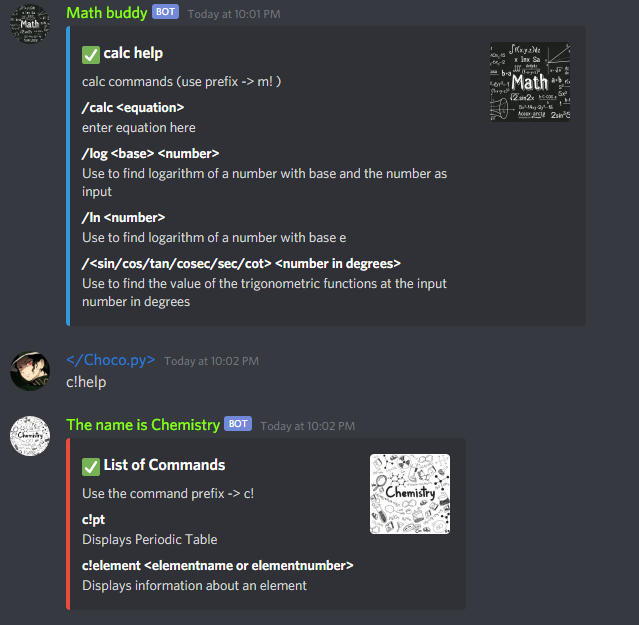 Math buddy BOT Today at 10:01 PM
calc help
calc commands (use prefix -> m! )
/calc <equation>
enter equation here
/log <base> <number>
Use to find logarithm of a number with base and the number as
input
/ln <number>
Use to find logarithm of a number with base e
/<sin/cos/tan/cosec/sec/cot> <number in degrees>
Use to find the value of the trigonometric functions at the input
number in degrees
Math
</Choco.py> Today at 10:02 PM
c!help
The name is Chemistry BOT Today at 10:02 PM
List of Commands
Use the command prefix -> c!
c!pt
Displays Periodic Table
c!element <elementname or elementnumber>
Displays information about an element
Chemistry